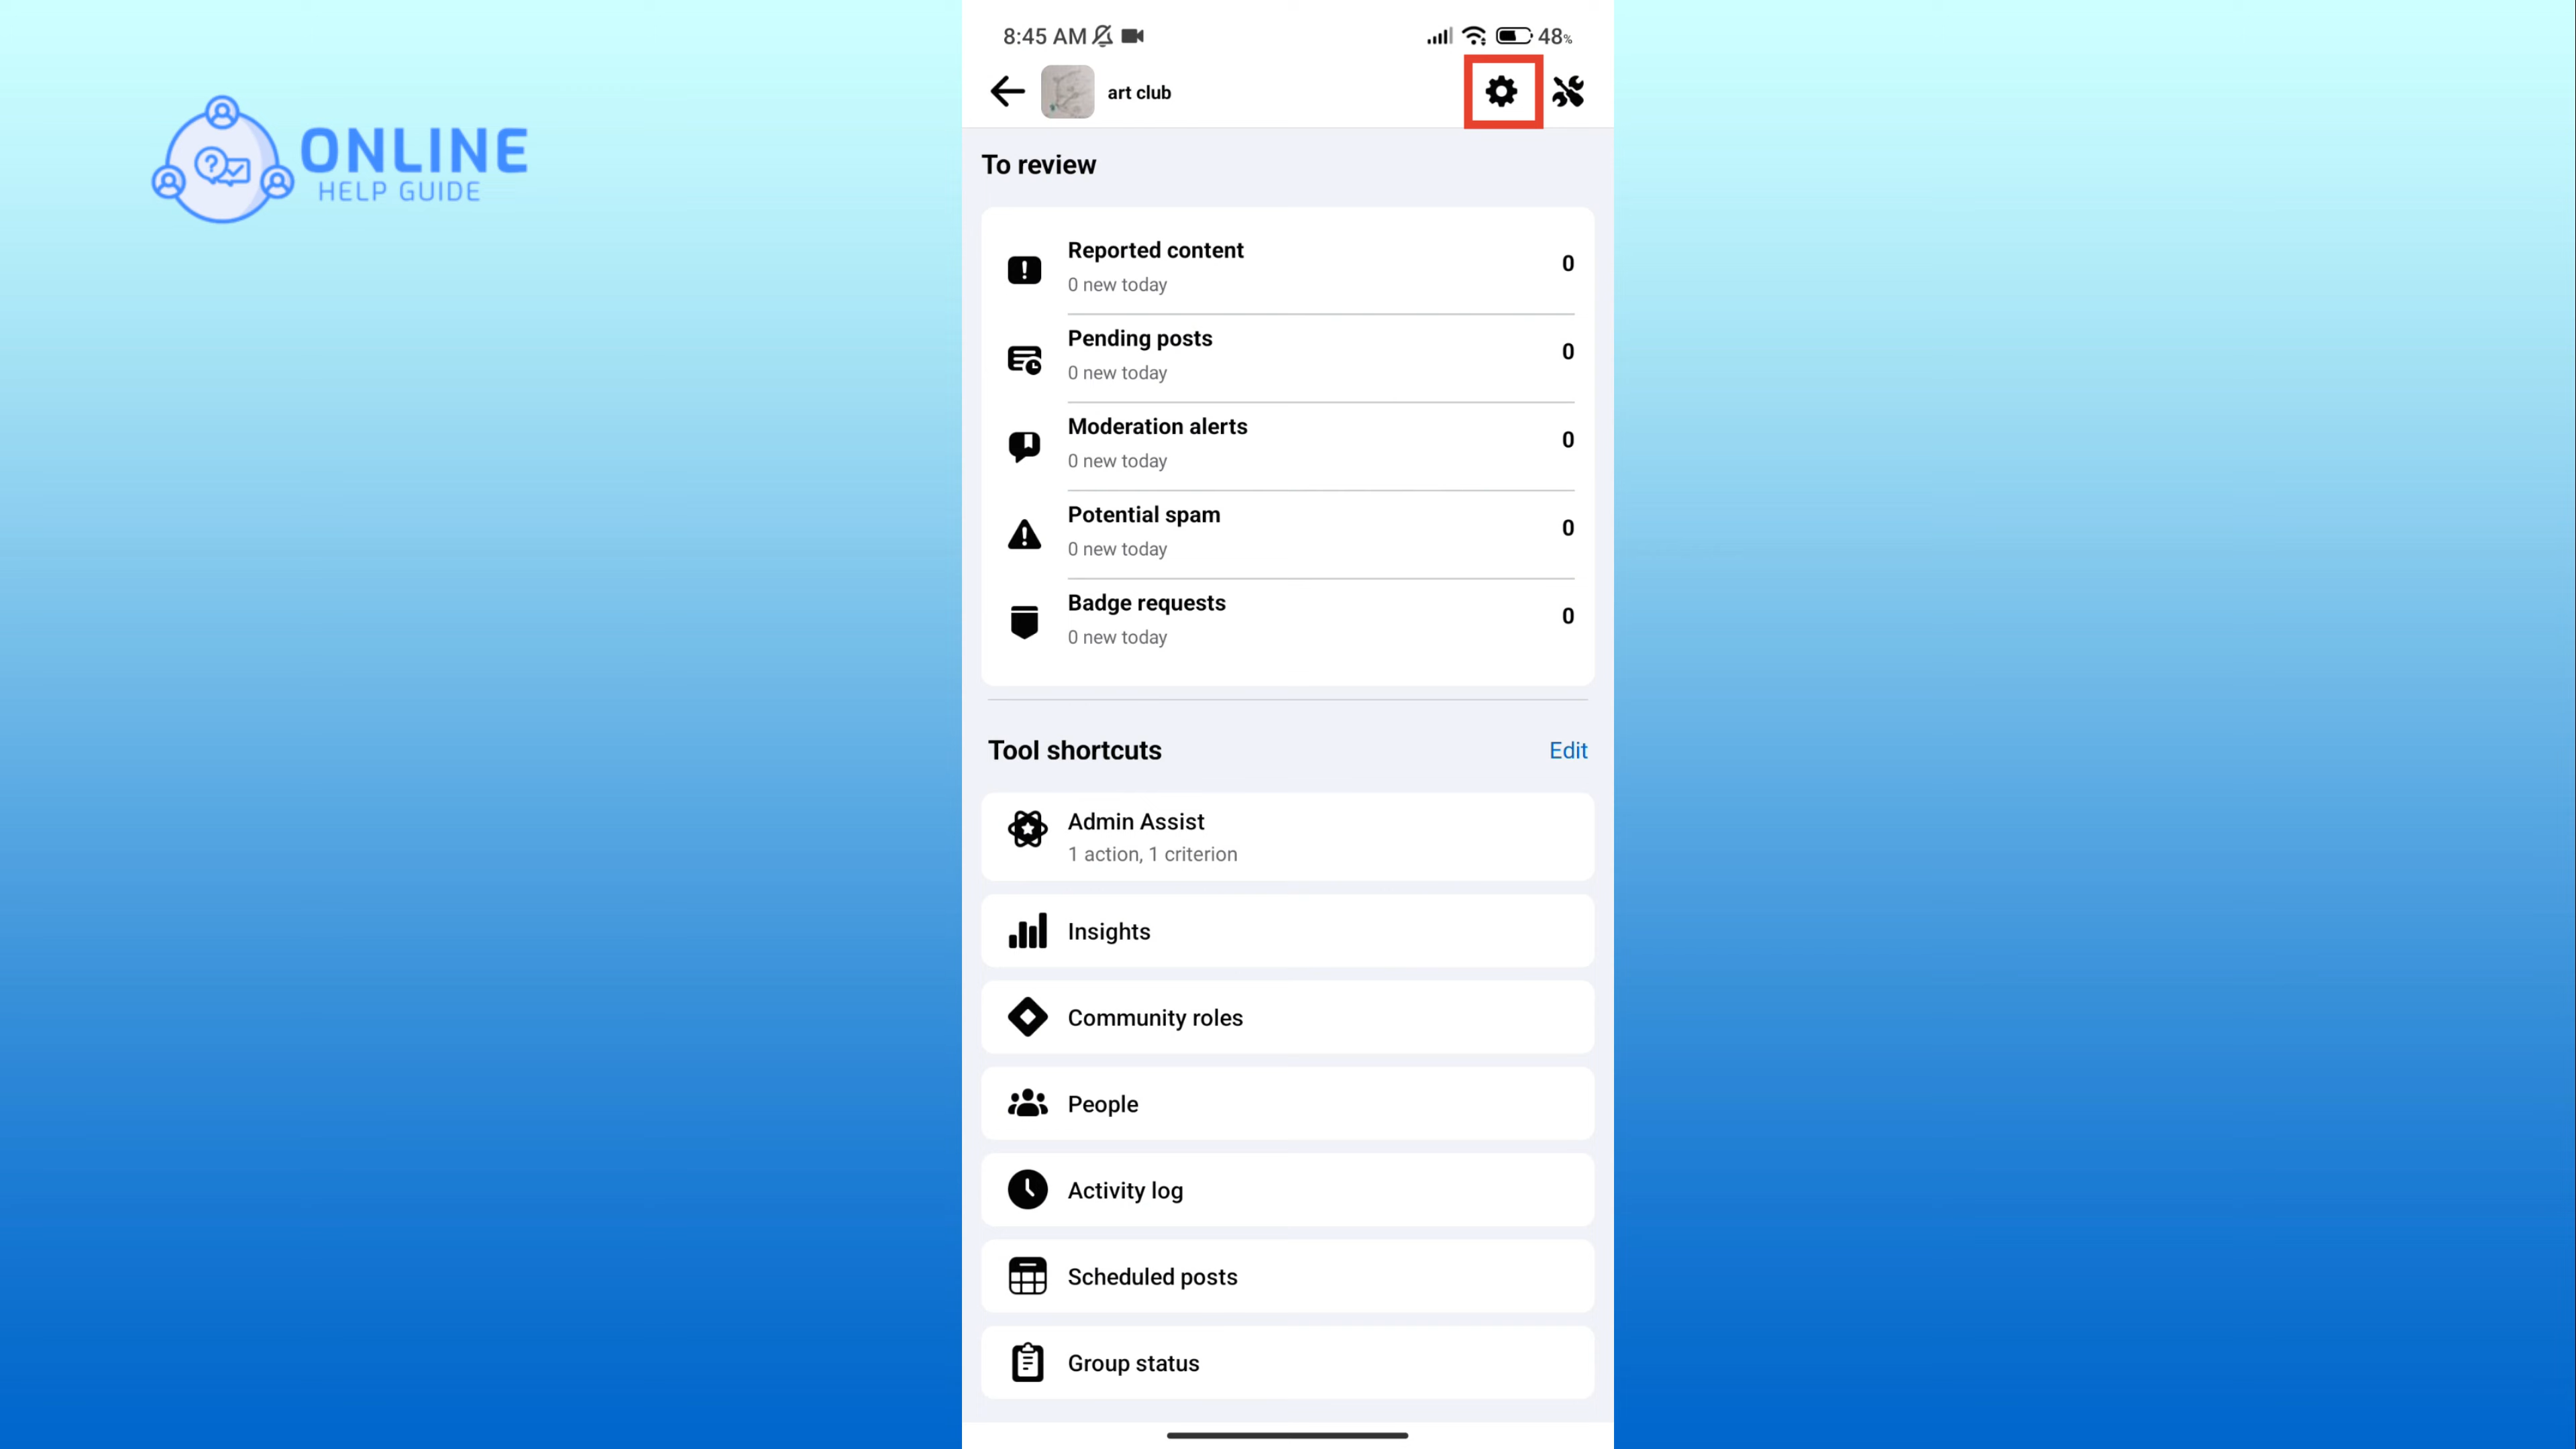 8:45 AM
48%
art club
ONLINE
HELP GUIDE
To review
Reported content
0
0 new today
Pending posts
0
0 new today
Moderation alerts
0
0 new today
Potential spam
0
0 new today
Badge requests
0
0 new today
Tool shortcuts
Edit
Admin Assist
1 action, 1 criterion
Insights
Community roles
People
Activity log
Scheduled posts
Group status